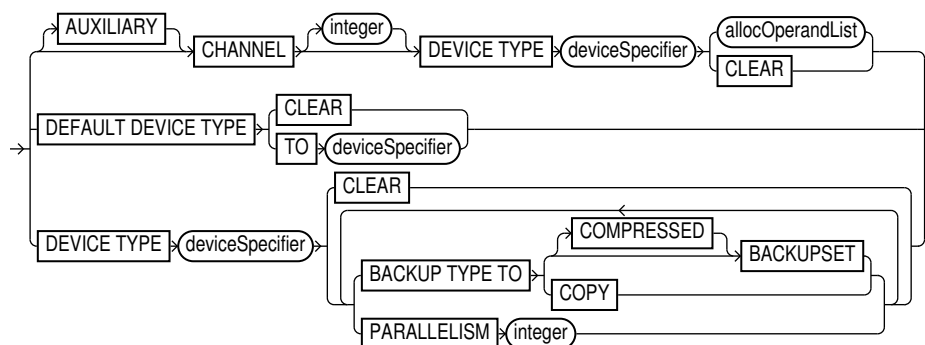 AUXILIARY CHANNEL integer DEVICE TYPE deviceSpecifier allocOperandList
CLEAR
DEFAULT DEVICE TYPE CLEAR
TO deviceSpecifier
DEVICE TYPE deviceSpecifier CLEAR
BACKUP TYPE TO COMPRESSED BACKUPSET
COPY
PARALLELISM integer